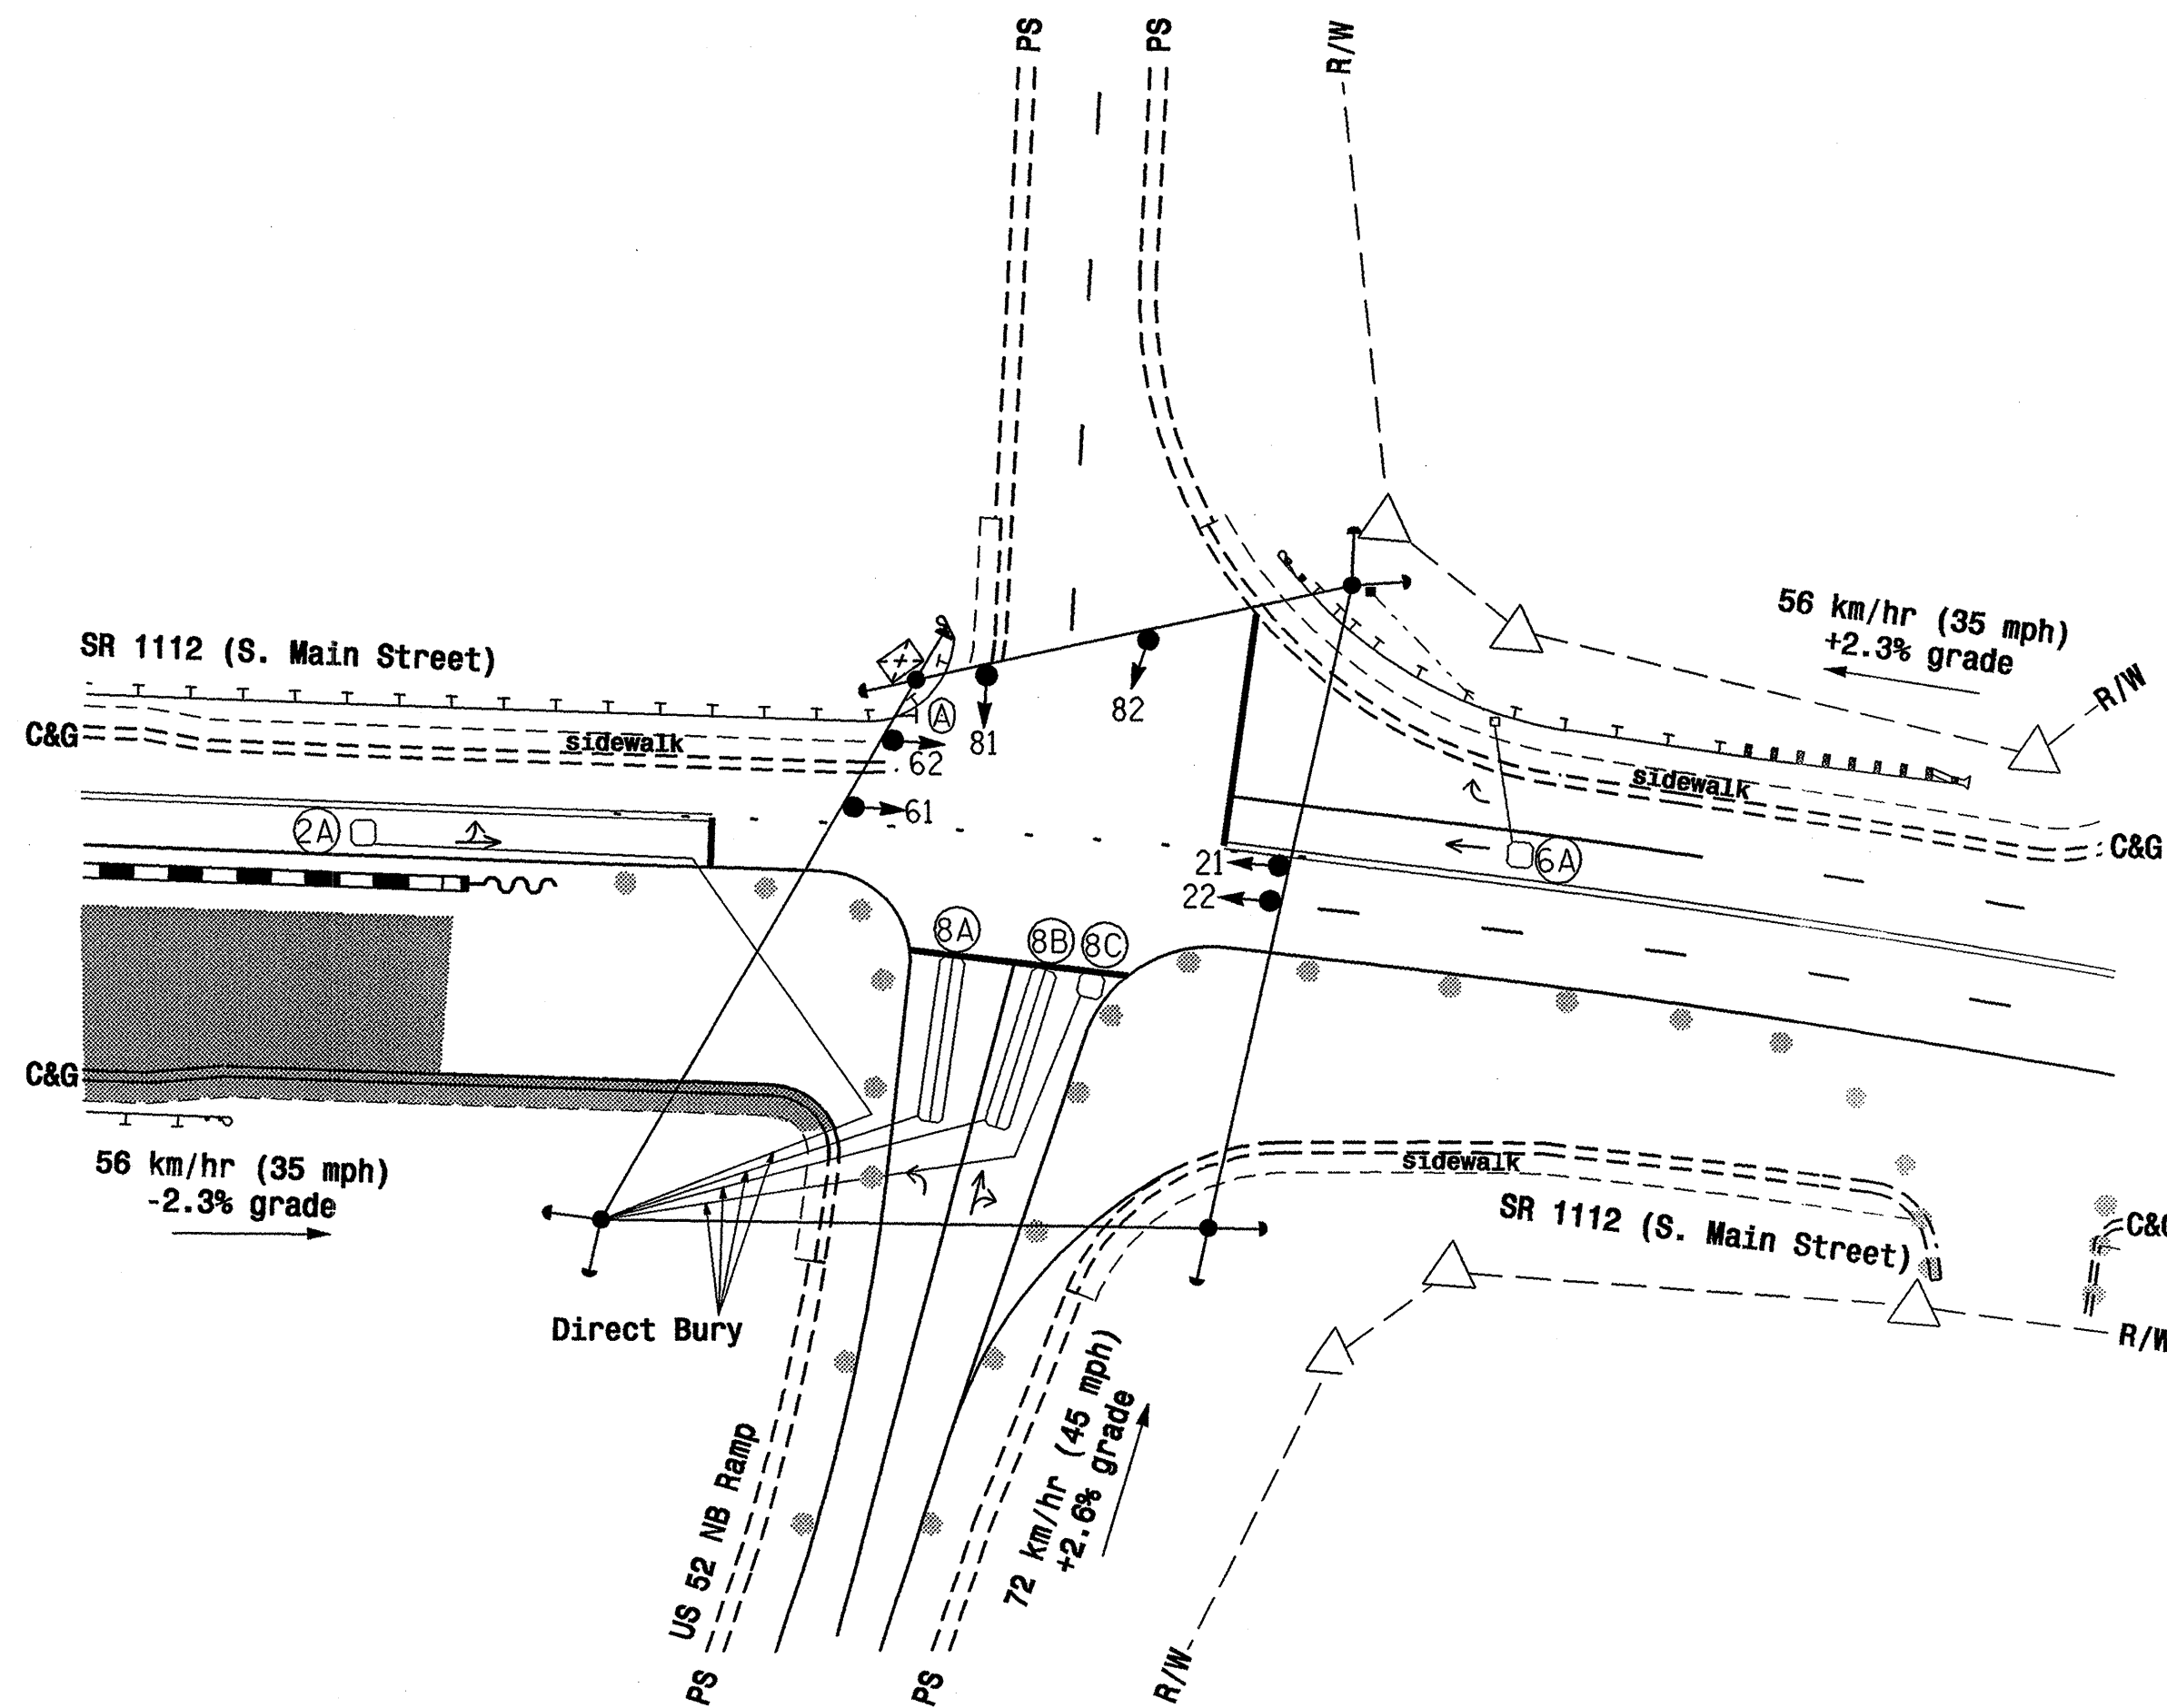 PS
PS
R/W
56 km/hr (35 mph)
+2.3% grade
R/W
SR 1112 (S. Main Street)
C&G
sidewalk
A
81
82
62
61
2A
sidewalk
C&G
21
22
6A
8A
8B
8C
C&G
56 km/hr (35 mph)
-2.3% grade
sidewalk
SR 1112 (S. Main Street)
C&G
R/W
Direct Bury
US 52 NB Ramp
72 km/hr (45 mph)
+2.6% grade
PS
PS
R/W